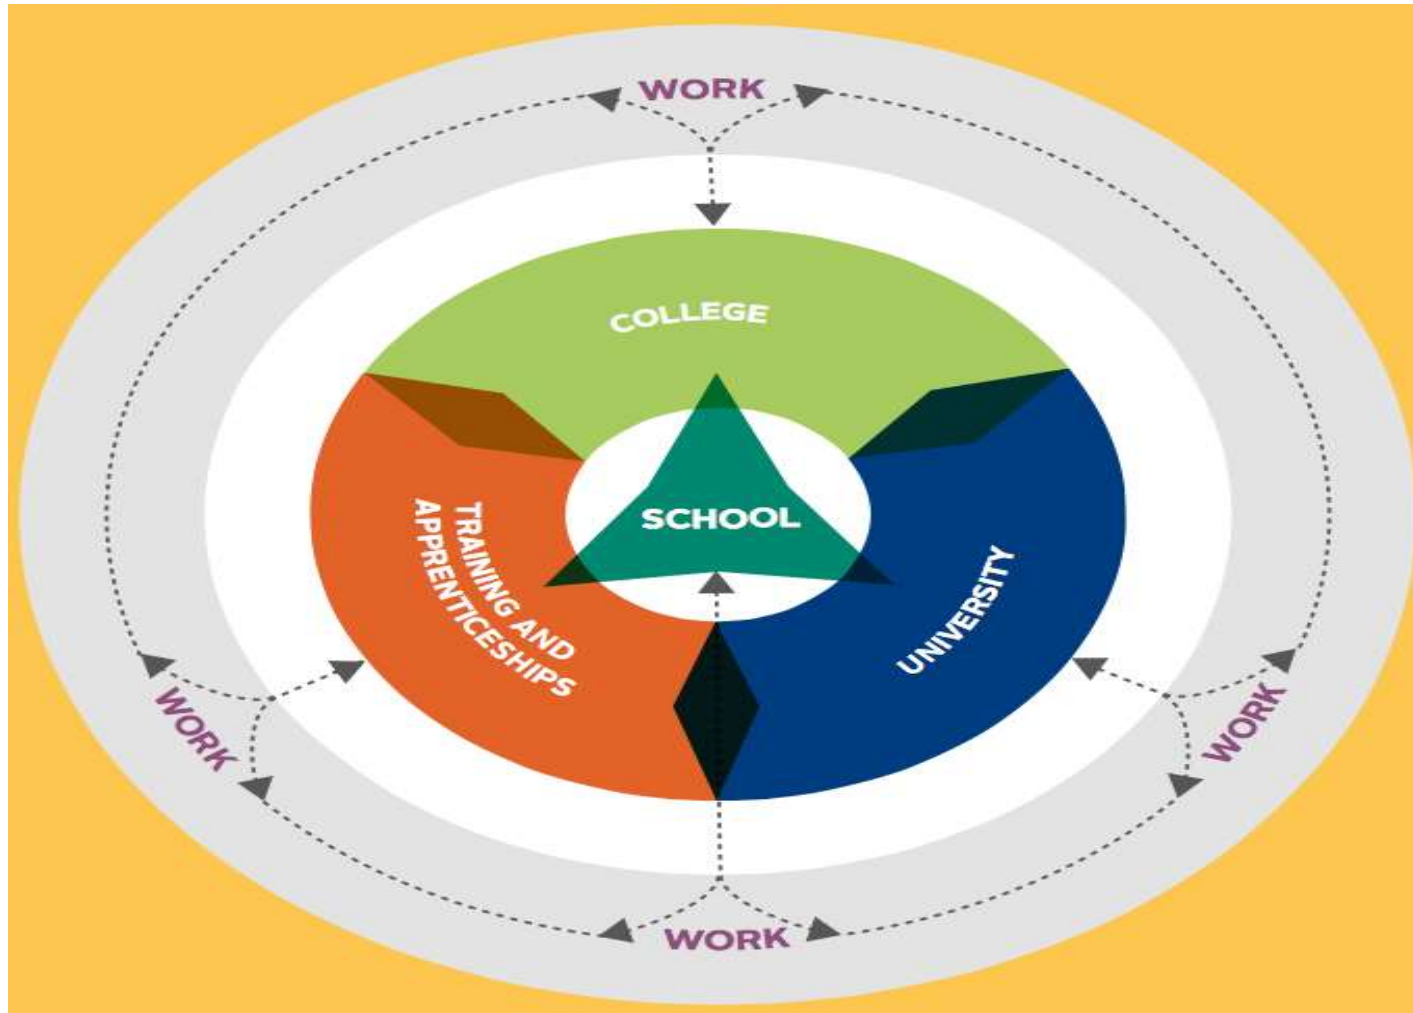 WORK
COLLEGE
SCHOOL
TRAINING AND
APPRENTICESHIPS
UNIVERSITY
WORK
WORK
WORK